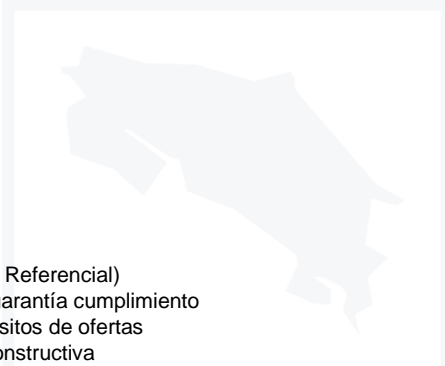 Referencial)
arantía cumplimiento
sitos de ofertas
onstructiva